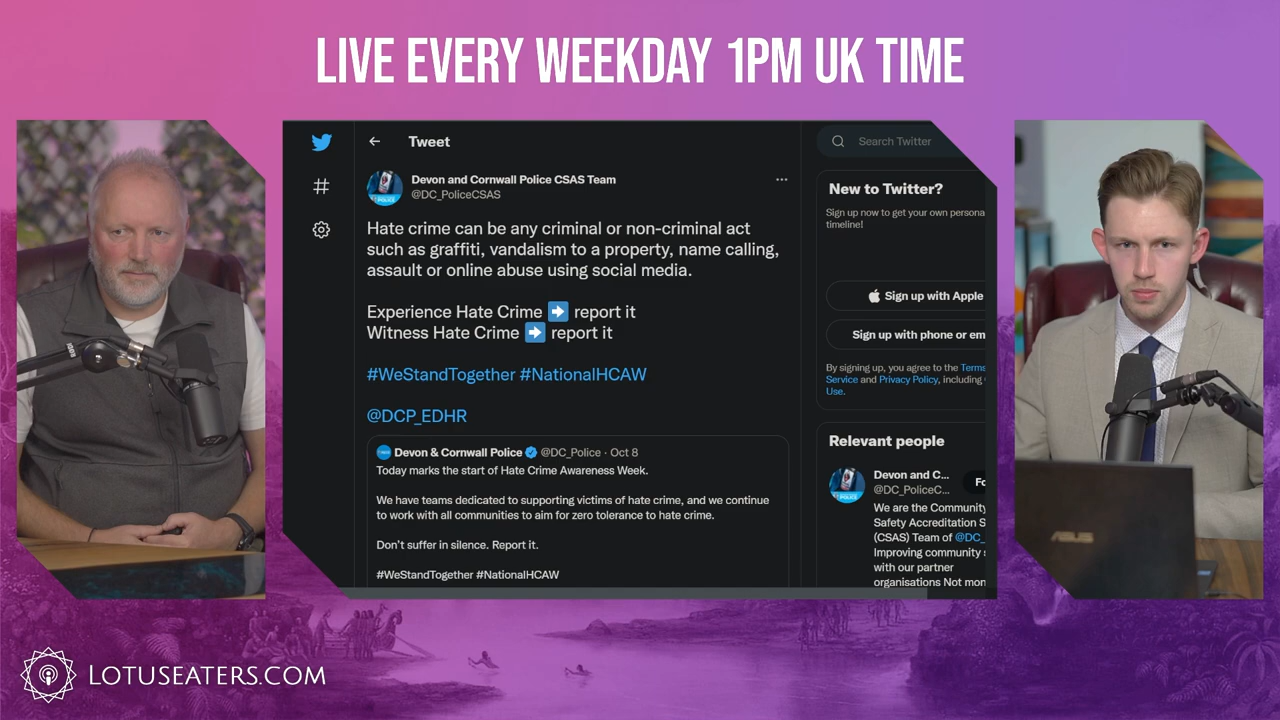 LIVE EVERY WEEKDAY 1PM UK TIME
Tweet
Devon and Cornwall Police CSAS Team
@DC_PoliceCSAS
Hate crime can be any criminal or non-criminal act
such as graffiti, vandalism to a property, name calling,
assault or online abuse using social media.
Experience Hate Crime ➡ report it
Witness Hate Crime ➡ report it
#WeStandTogether #NationalHCAW
@DCP_EDHR
Devon & Cornwall Police @DC_Police · Oct 8
Today marks the start of Hate Crime Awareness Week.
We have teams dedicated to supporting victims of hate crime, and we continue
to work with all communities to aim for zero tolerance to hate crime.
Don't suffer in silence. Report it.
#WeStandTogether #NationalHCAW
Search Twitter
New to Twitter?
Sign up now to get your own persona
timeline!
Sign up with Apple
Sign up with phone or em
By signing up, you agree to the Terms
Service and Privacy Policy, including
Use.
Relevant people
Devon and C...
@DC_PoliceC...
Fo
We are the Community
Safety Accreditation S
(CSAS) Team of @DC_
Improving community s
with our partner
organisations Not mon
ASUS
LOTUSEATERS.COM